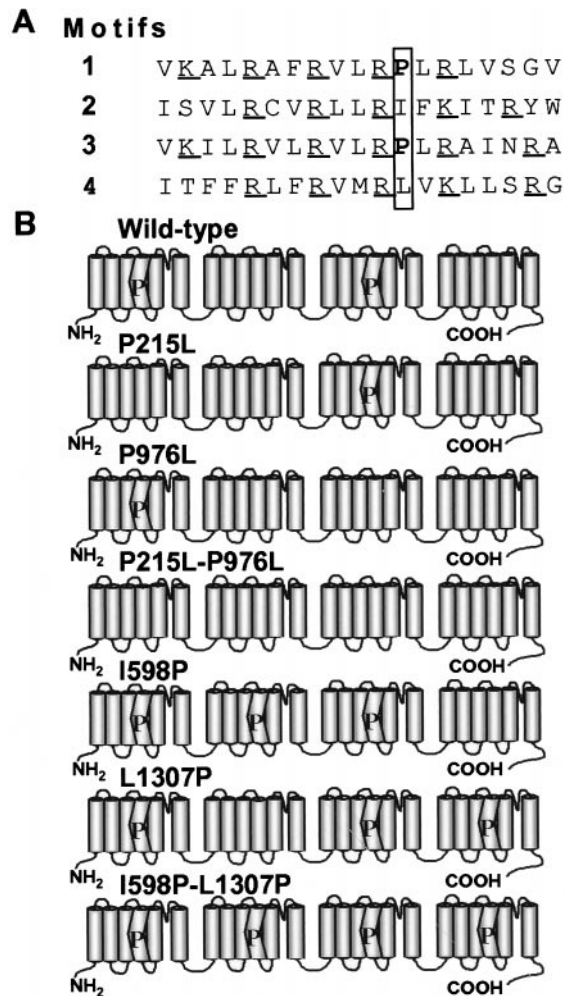 A Motifs
1 VKALRAFRVLRPLRLVSGV
2 ISVLRCVRLLRIFKITRYW
3 VKILRVLRVLRPLRAINRA
4 ITFFRLFRVMRLVKLLSRG
B Wild-type
P P
NH2 COOH
P215L
P
NH2 COOH
P976L
P
NH2 COOH
P215L-P976L
NH2 COOH
I598P
P P P
NH2 COOH
L1307P
P P P
NH2 COOH
I598P-L1307P
P P P P
NH2 COOH